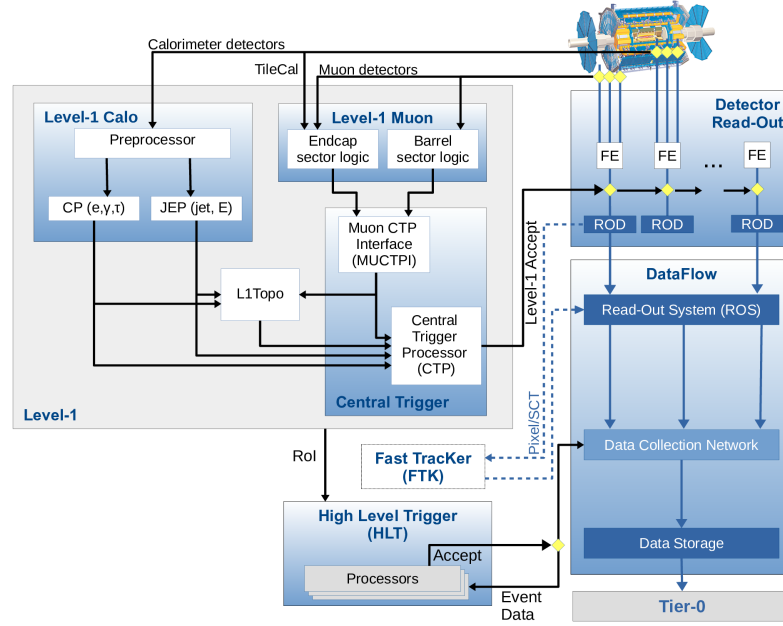 Calorimeter detectors
TileCal
Muon detectors
Level-1 Calo
Preprocessor
CP (e,γ,τ)
JEP (jet, E)
Level-1 Muon
Endcap
sector logic
Barrel
sector logic
Detector
Read-Out
FE
FE
...
FE
ROD
ROD
ROD
Muon CTP
Interface
(MUCTPI)
L1Topo
Central
Trigger
Processor
(CTP)
Central Trigger
Level-1
Level-1 Accept
DataFlow
Read-Out System (ROS)
Pixel/SCT
Data Collection Network
RoI
Fast TracKer
(FTK)
High Level Trigger
(HLT)
Accept
Processors
Event
Data
Data Storage
Tier-0